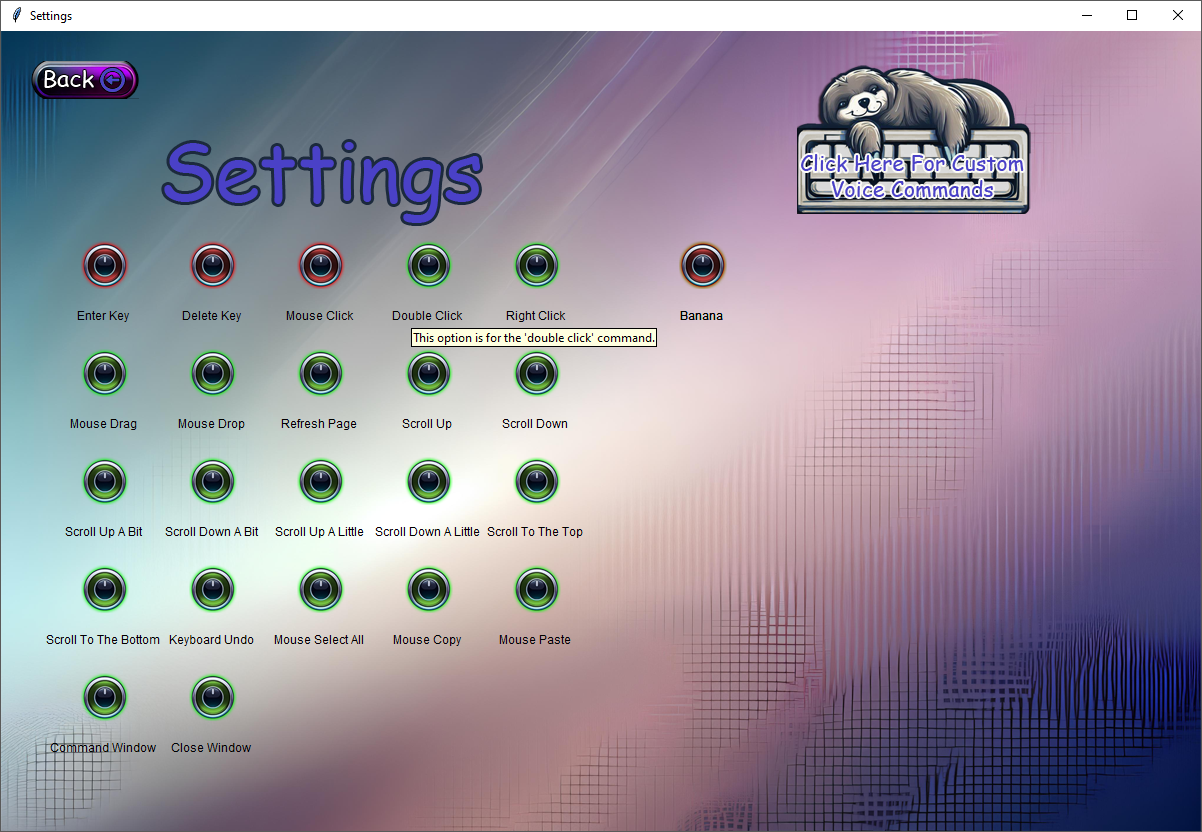 Settings
Back
Click Here For Custom
Voice Commands
Settings
Enter Key Delete Key Mouse Click Double Click Right Click Banana
This option is for the 'double click' command.
Mouse Drag Mouse Drop Refresh Page Scroll Up Scroll Down
Scroll Up A Bit Scroll Down A Bit Scroll Up A Little Scroll Down A Little Scroll To The Top
Scroll To The Bottom Keyboard Undo Mouse Select All Mouse Copy Mouse Paste
Command Window Close Window